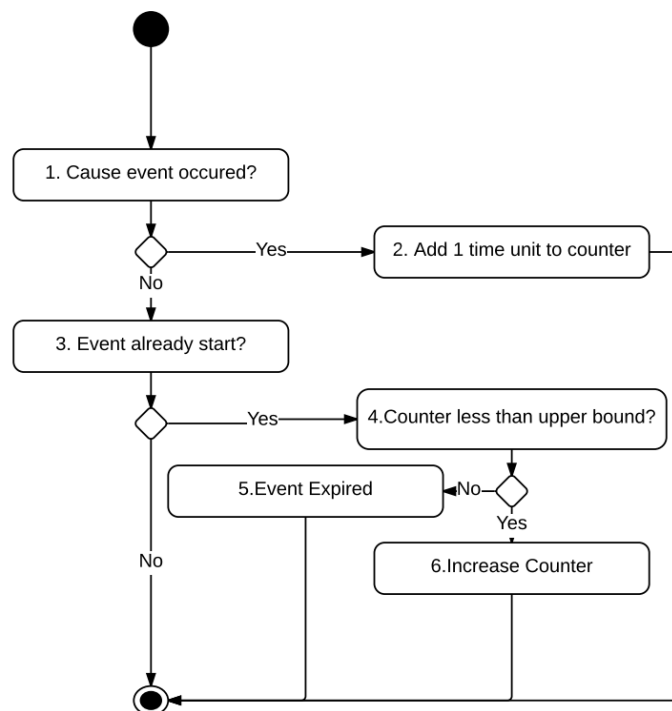 1. Cause event occured?
Yes
2. Add 1 time unit to counter
No
3. Event already start?
Yes
4.Counter less than upper bound?
5.Event Expired
No
Yes
No
6.Increase Counter